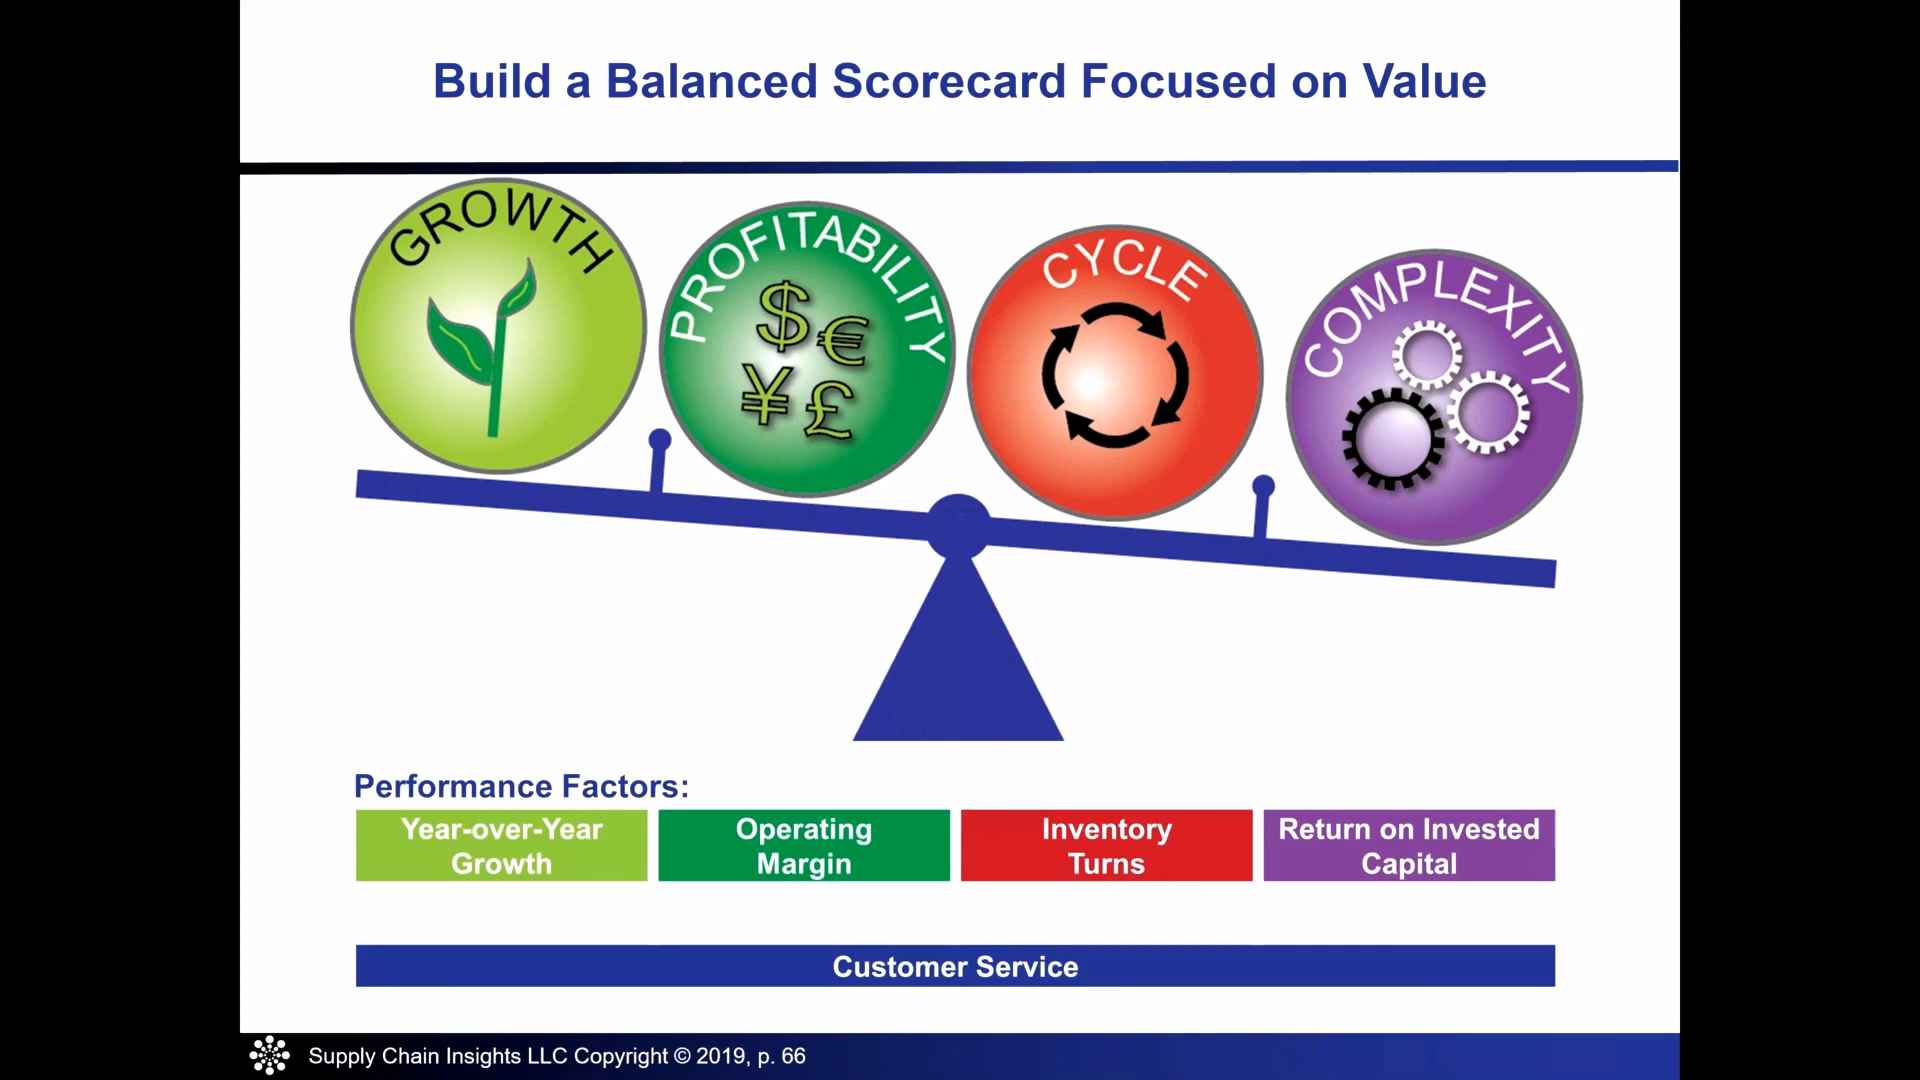 Build a Balanced Scorecard Focused on Value
GROWTH
PROFITABILITY
$ €
¥ £
CYCLE
COMPLEXITY
Performance Factors:
Year-over-Year
Growth
Operating
Margin
Inventory
Turns
Return on Invested
Capital
Customer Service
Supply Chain Insights LLC Copyright © 2019, p. 66